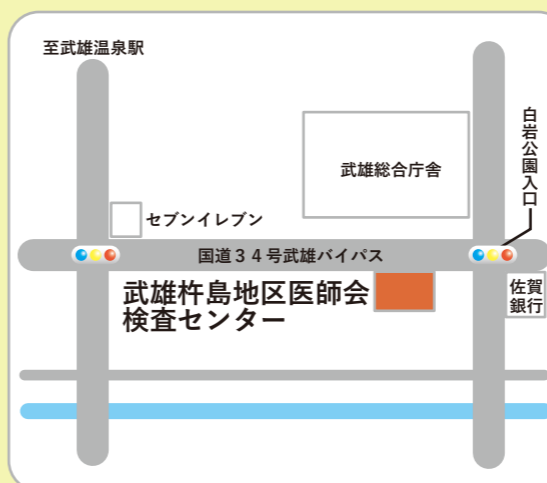 至武雄温泉駅
白岩公園入口
武雄総合庁舎
セブンイレブン
国道34号武雄バイパス
武雄杵島地区医師会
検査センター
佐賀
銀行